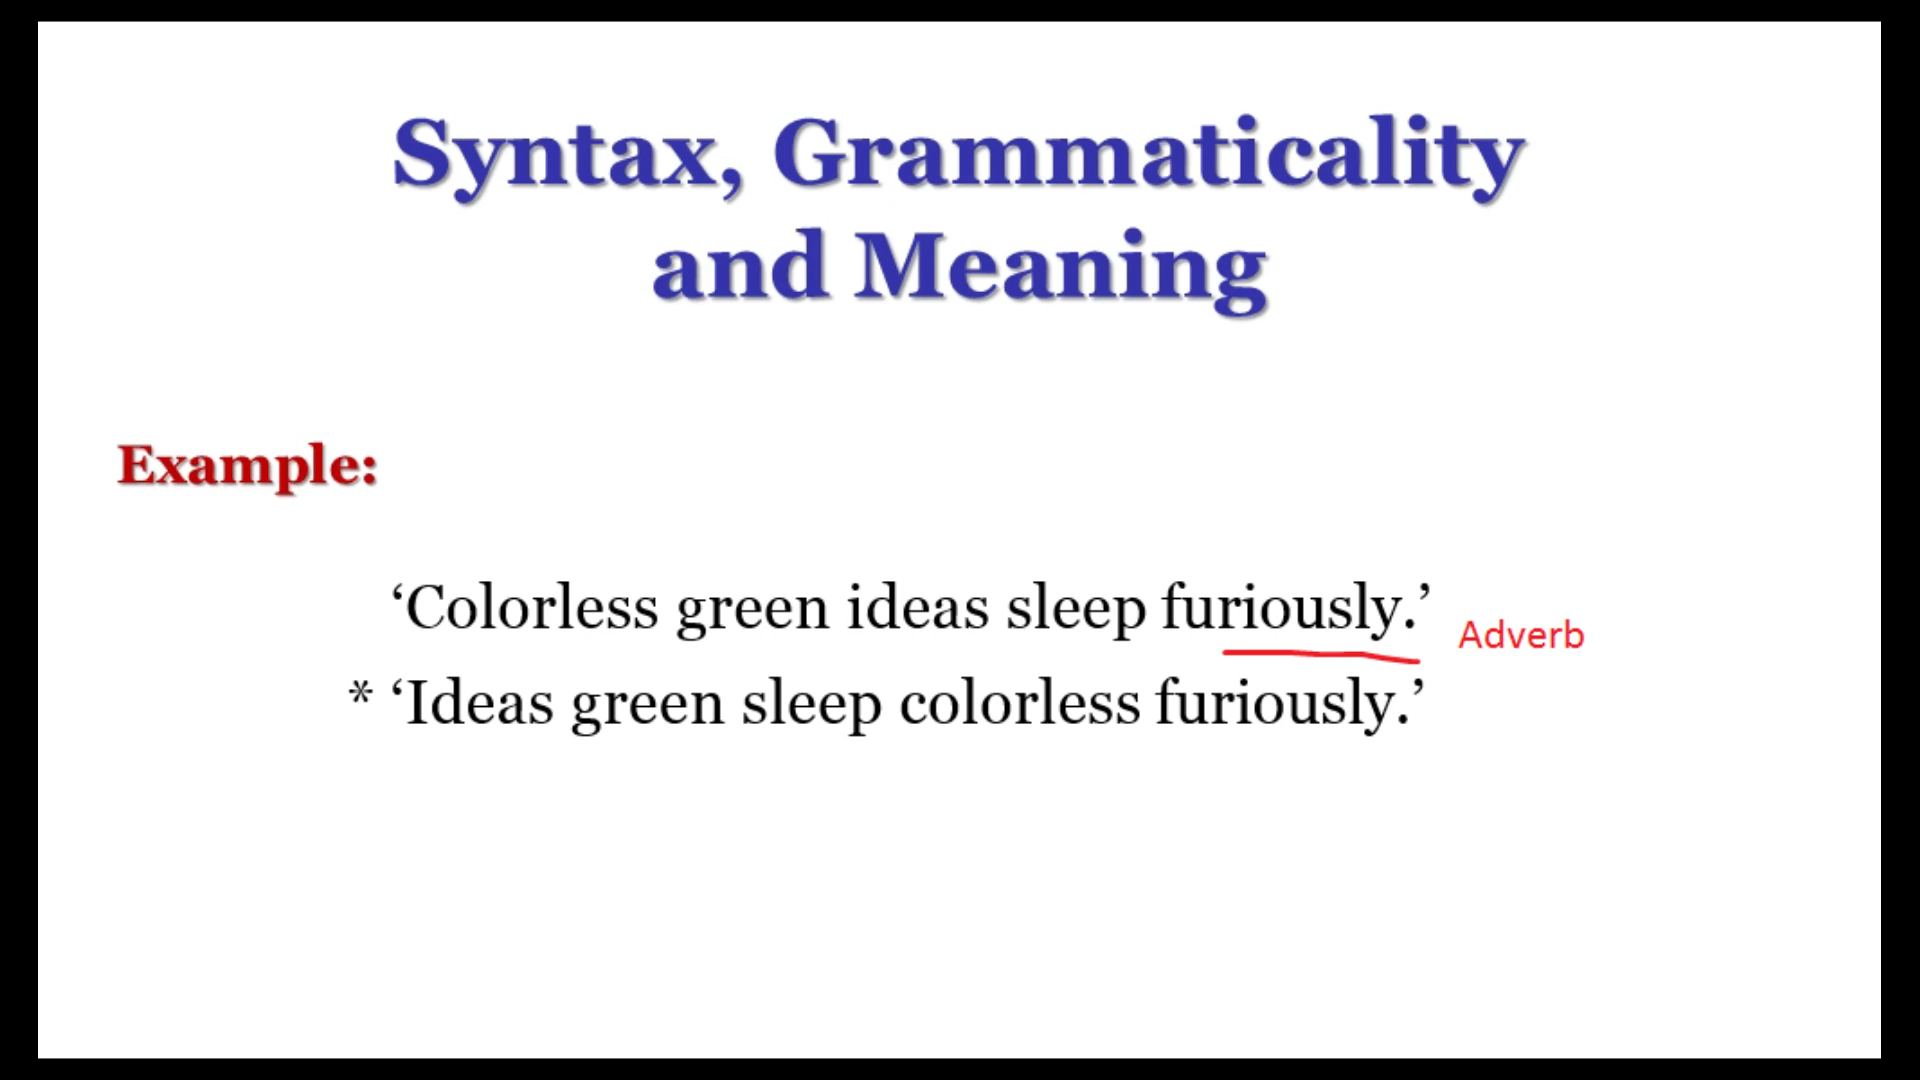 Syntax, Grammaticality
and Meaning
Example:
‘Colorless green ideas sleep furiously.’ Adverb
* ‘Ideas green sleep colorless furiously.’